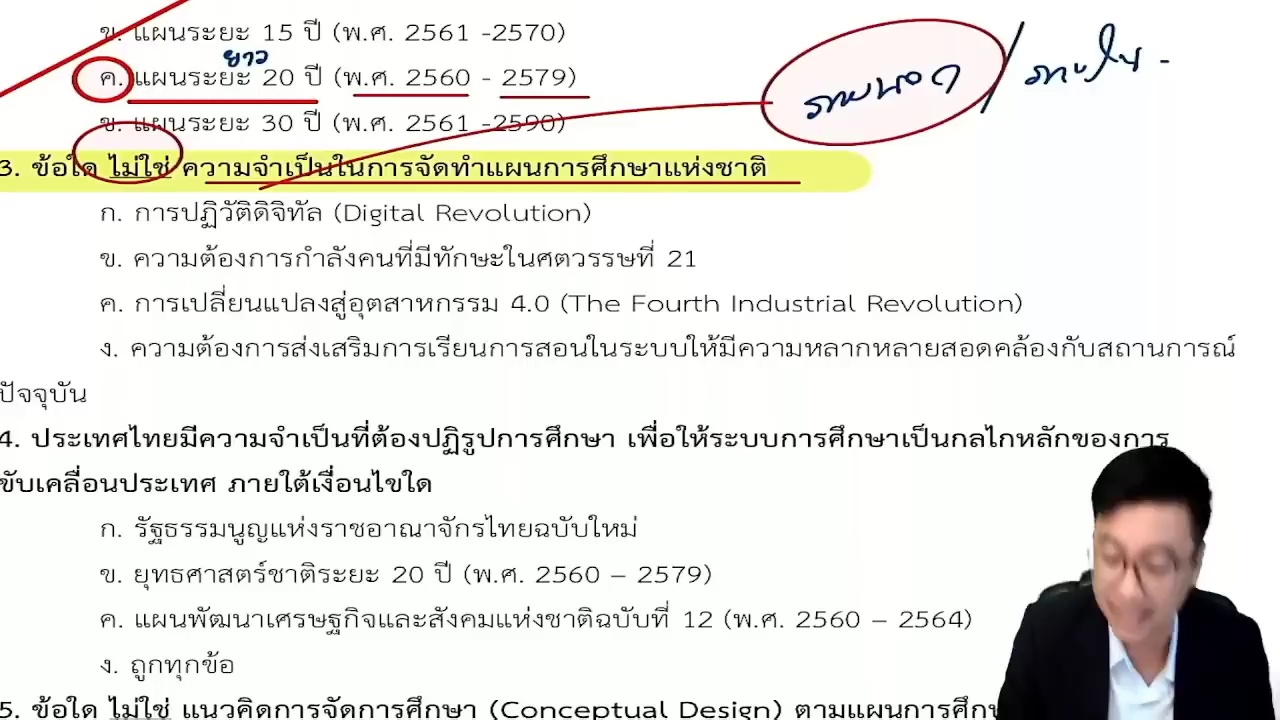 ข. แผนระยะ 15 ปี (พ.ศ. 2561 -2570)
ยาว
ค. แผนระยะ 20 ปี (พ.ศ. 2560 - 2579)
ภายนอก / ภายใน -
ข. แผนระยะ 30 ปี (พ.ศ. 2561 -2590)
3. ข้อใด ไม่ใช่ ความจำเป็นในการจัดทำแผนการศึกษาแห่งชาติ
ก. การปฏิวัติดิจิทัล (Digital Revolution)
ข. ความต้องการกำลังคนที่มีทักษะในศตวรรษที่ 21
ค. การเปลี่ยนแปลงสู่อุตสาหกรรม 4.0 (The Fourth Industrial Revolution)
ง. ความต้องการส่งเสริมการเรียนการสอนในระบบให้มีความหลากหลายสอดคล้องกับสถานการณ์
ปัจจุบัน
4. ประเทศไทยมีความจำเป็นที่ต้องปฏิรูปการศึกษา เพื่อให้ระบบการศึกษาเป็นกลไกหลักของการ
ขับเคลื่อนประเทศ ภายใต้เงื่อนไขใด
ก. รัฐธรรมนูญแห่งราชอาณาจักรไทยฉบับใหม่
ข. ยุทธศาสตร์ชาติระยะ 20 ปี (พ.ศ. 2560 – 2579)
ค. แผนพัฒนาเศรษฐกิจและสังคมแห่งชาติฉบับที่ 12 (พ.ศ. 2560 – 2564)
ง. ถูกทุกข้อ
5. ข้อใด ไม่ใช่ แนวคิดการจัดการศึกษา (Conceptual Design) ตามแผนการศึกษ